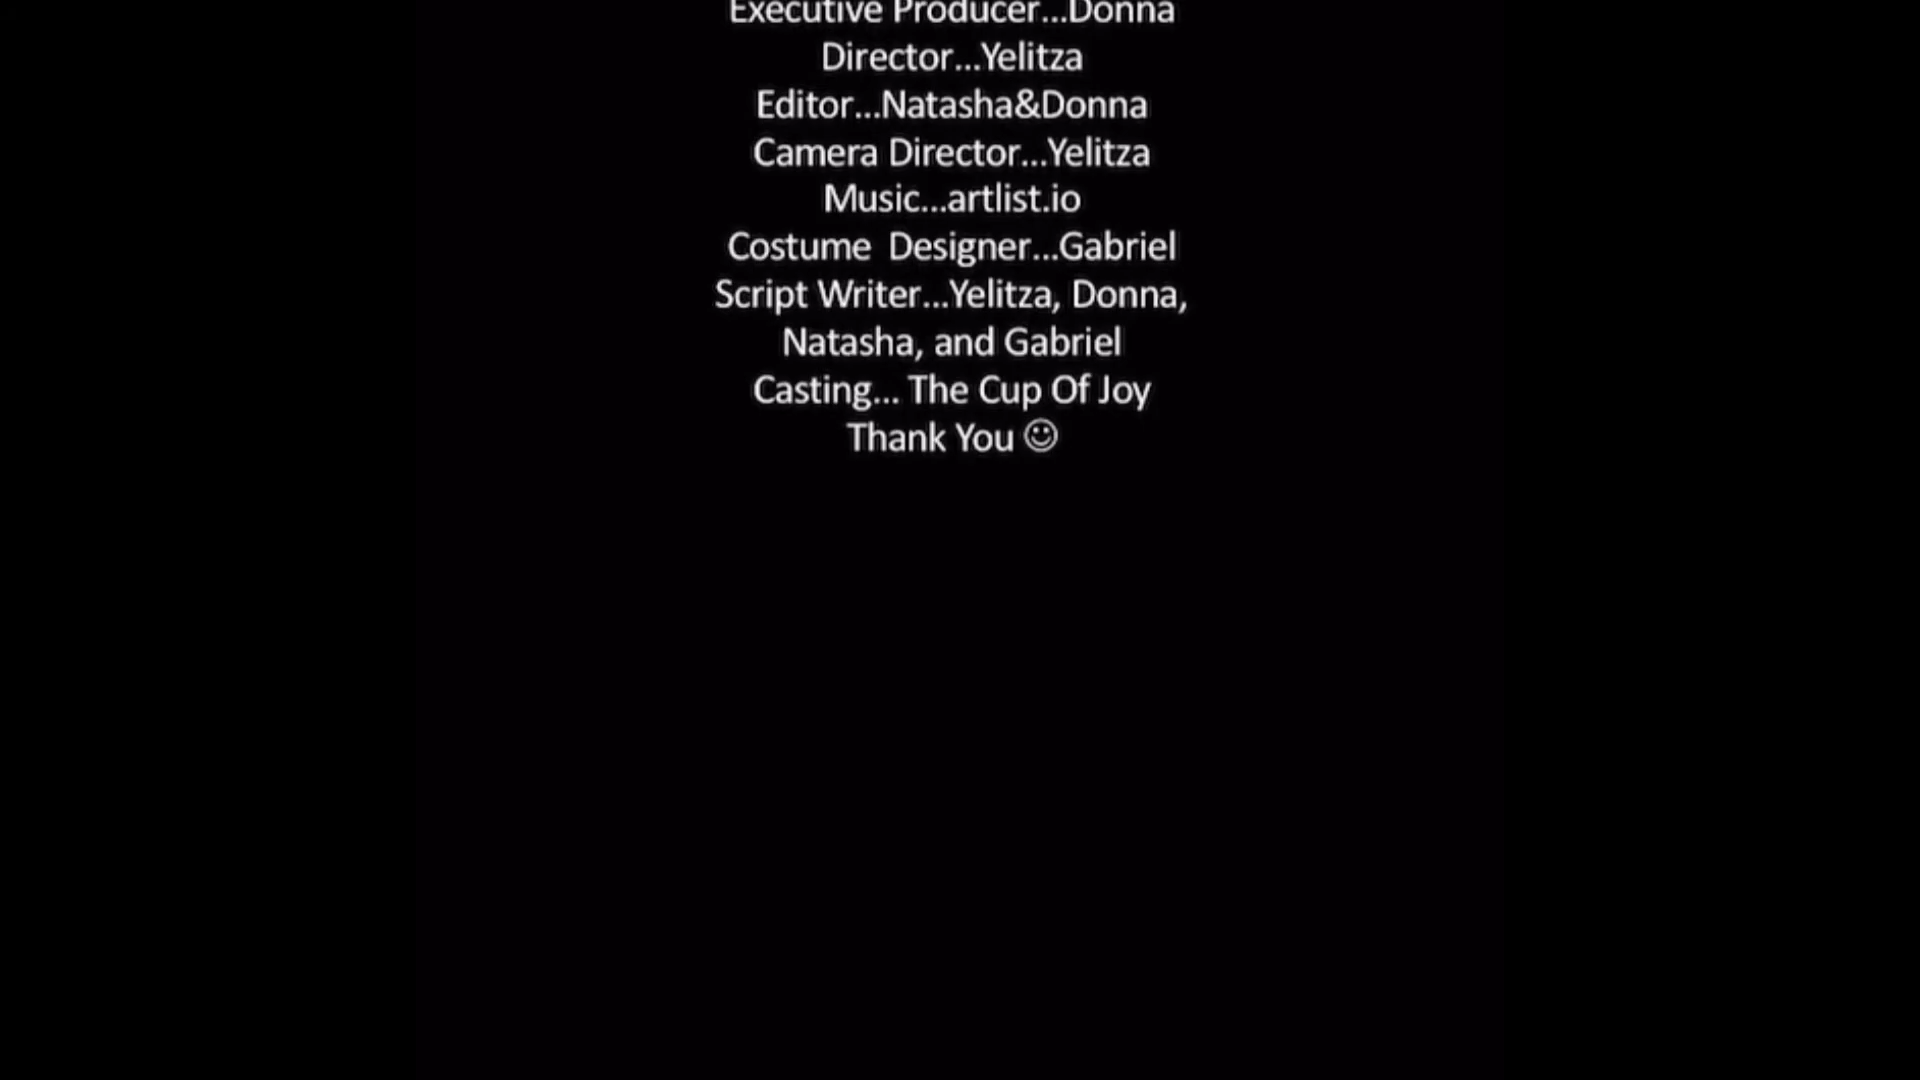 Executive Producer...Donna
Director...Yelitza
Editor...Natasha&Donna
Camera Director...Yelitza
Music...artlist.io
Costume  Designer...Gabriel
Script Writer...Yelitza, Donna,
Natasha, and Gabriel
Casting... The Cup Of Joy
Thank You ☺